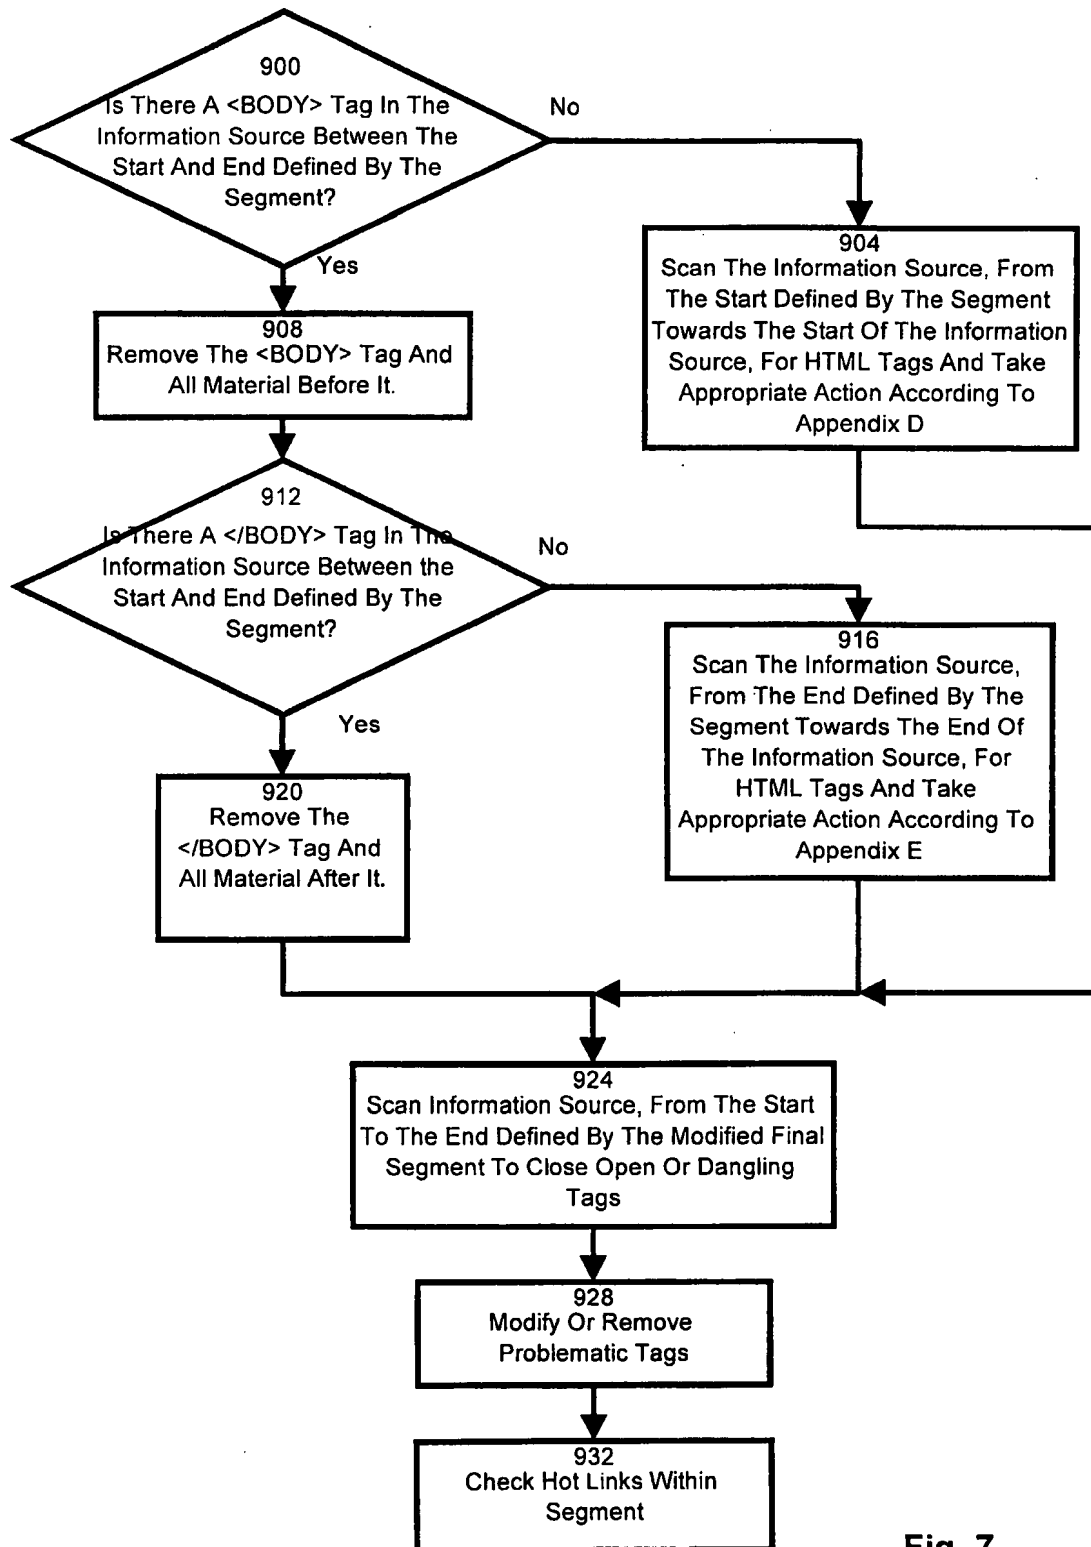 900
Is There A <BODY> Tag In The
Information Source Between The
Start And End Defined By The
Segment?
No
Yes
904
Scan The Information Source, From
The Start Defined By The Segment
Towards The Start Of The Information
Source, For HTML Tags And Take
Appropriate Action According To
Appendix D
908
Remove The <BODY> Tag And
All Material Before It.
912
Is There A </BODY> Tag In The
Information Source Between the
Start And End Defined By The
Segment?
No
Yes
916
Scan The Information Source,
From The End Defined By The
Segment Towards The End Of
The Information Source, For
HTML Tags And Take
Appropriate Action According To
Appendix E
920
Remove The
</BODY> Tag And
All Material After It.
924
Scan Information Source, From The Start
To The End Defined By The Modified Final
Segment To Close Open Or Dangling
Tags
928
Modify Or Remove
Problematic Tags
932
Check Hot Links Within
Segment
Fig. 7